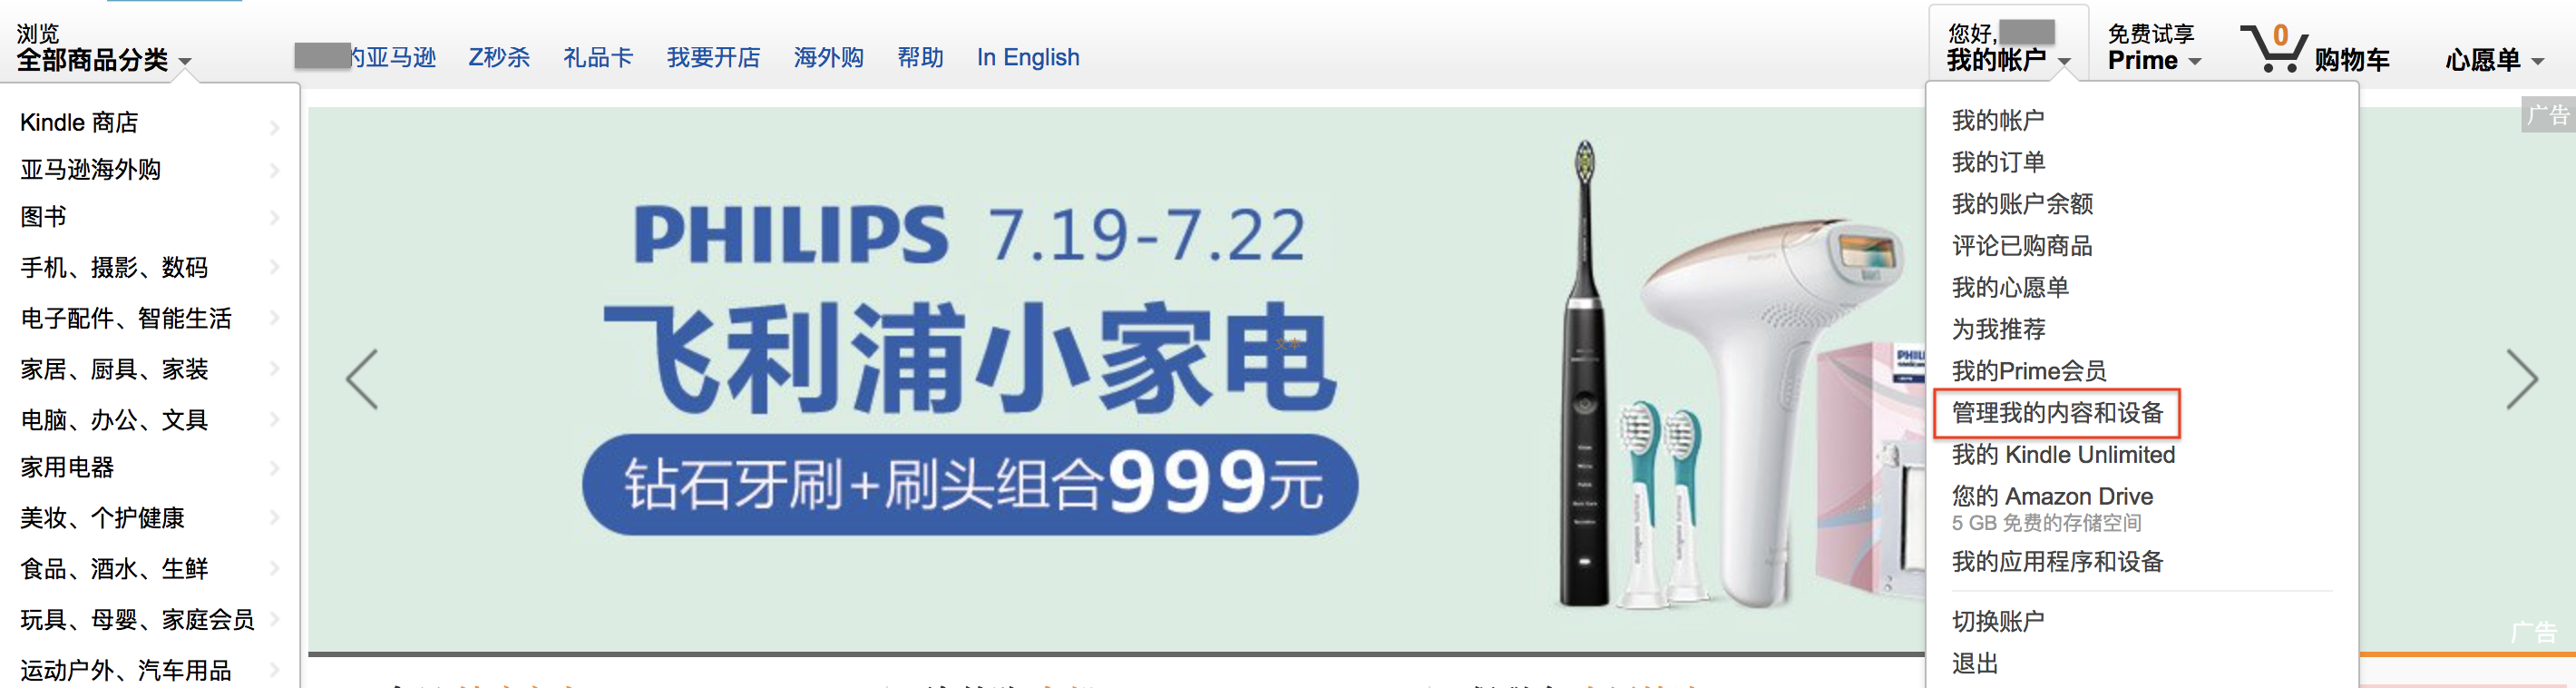 浏览
全部商品分类
的亚马逊 Z秒杀 礼品卡 我要开店 海外购 帮助 In English
您好,
我的帐户
免费试享
Prime
0
购物车
心愿单
Kindle 商店
亚马逊海外购
图书
手机、摄影、数码
电子配件、智能生活
家居、厨具、家装
电脑、办公、文具
家用电器
美妆、个护健康
食品、酒水、生鲜
玩具、母婴、家庭会员
运动户外、汽车用品
PHILIPS 7.19-7.22
飞利浦小家电
文本
钻石牙刷+刷头组合999元
PHILI
我的帐户
我的订单
我的账户余额
评论已购商品
我的心愿单
为我推荐
我的Prime会员
管理我的内容和设备
我的 Kindle Unlimited
您的 Amazon Drive
5 GB 免费的存储空间
我的应用程序和设备
切换账户
退出
广告
广告